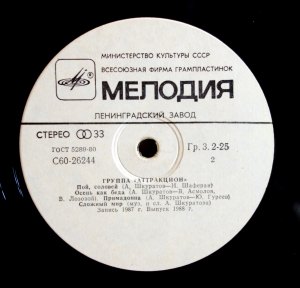 МИНИСТЕРСТВО КУЛЬТУРЫ СССР
ВСЕСОЮЗНАЯ ФИРМА ГРАМПЛАСТИНОК
МЕЛОДИЯ
ЛЕНИНГРАДСКИЙ ЗАВОД
СТЕРЕО 33
ГОСТ 5289-80
С60-26244
Гр. 3. 2-25
2
ГРУППА «АТТРАКЦИОН»
Пой, соловей (А. Шкуратов—И. Шаферан)
Осень как беда (А. Шкуратов—В. Асмолов,
В. Лозовой). Примадонна (А. Шкуратов—Ю. Гуреев)
Сложный мир (муз. и сл. А. Шкуратова)
Запись 1987 г. Выпуск 1988 г.